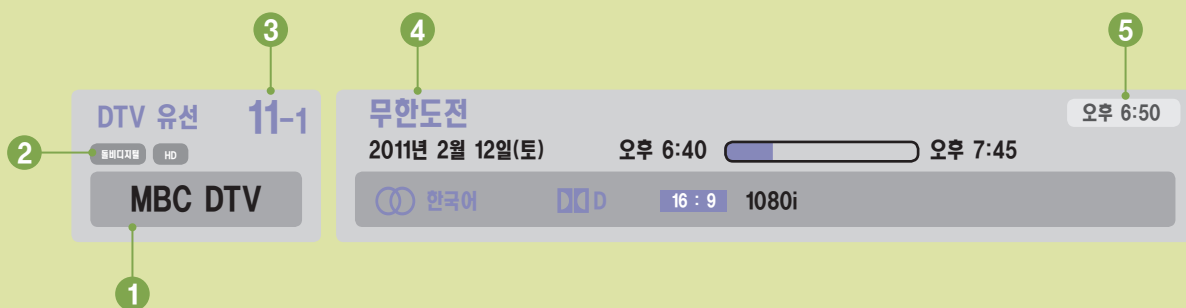 3
4
5
DTV 유선 11-1
무한도전
오후 6:50
2
돌비디지털 HD
2011년 2월 12일(토) 오후 6:40 오후 7:45
MBC DTV
한국어 D 16 : 9 1080i
1